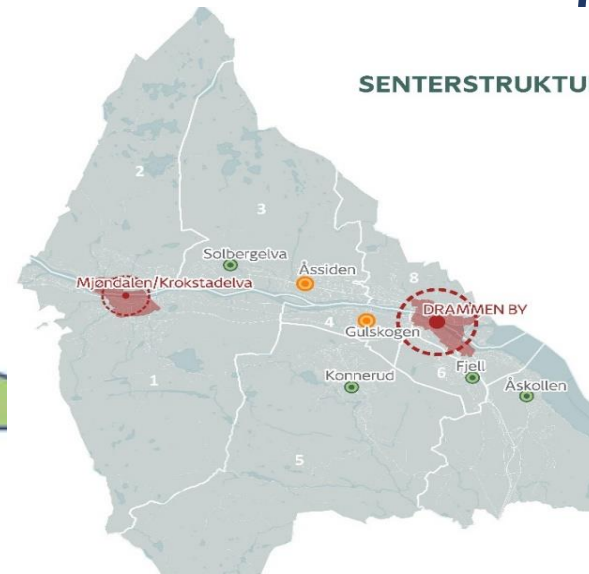 SENTERSTRUKTU
2
3
Solbergelva
Åssiden
8
Mjøndalen/Krokstadelva
DRAMMEN BY
4
Gulskogen
Fjell
1
Konnerud
6
Åskollen
5